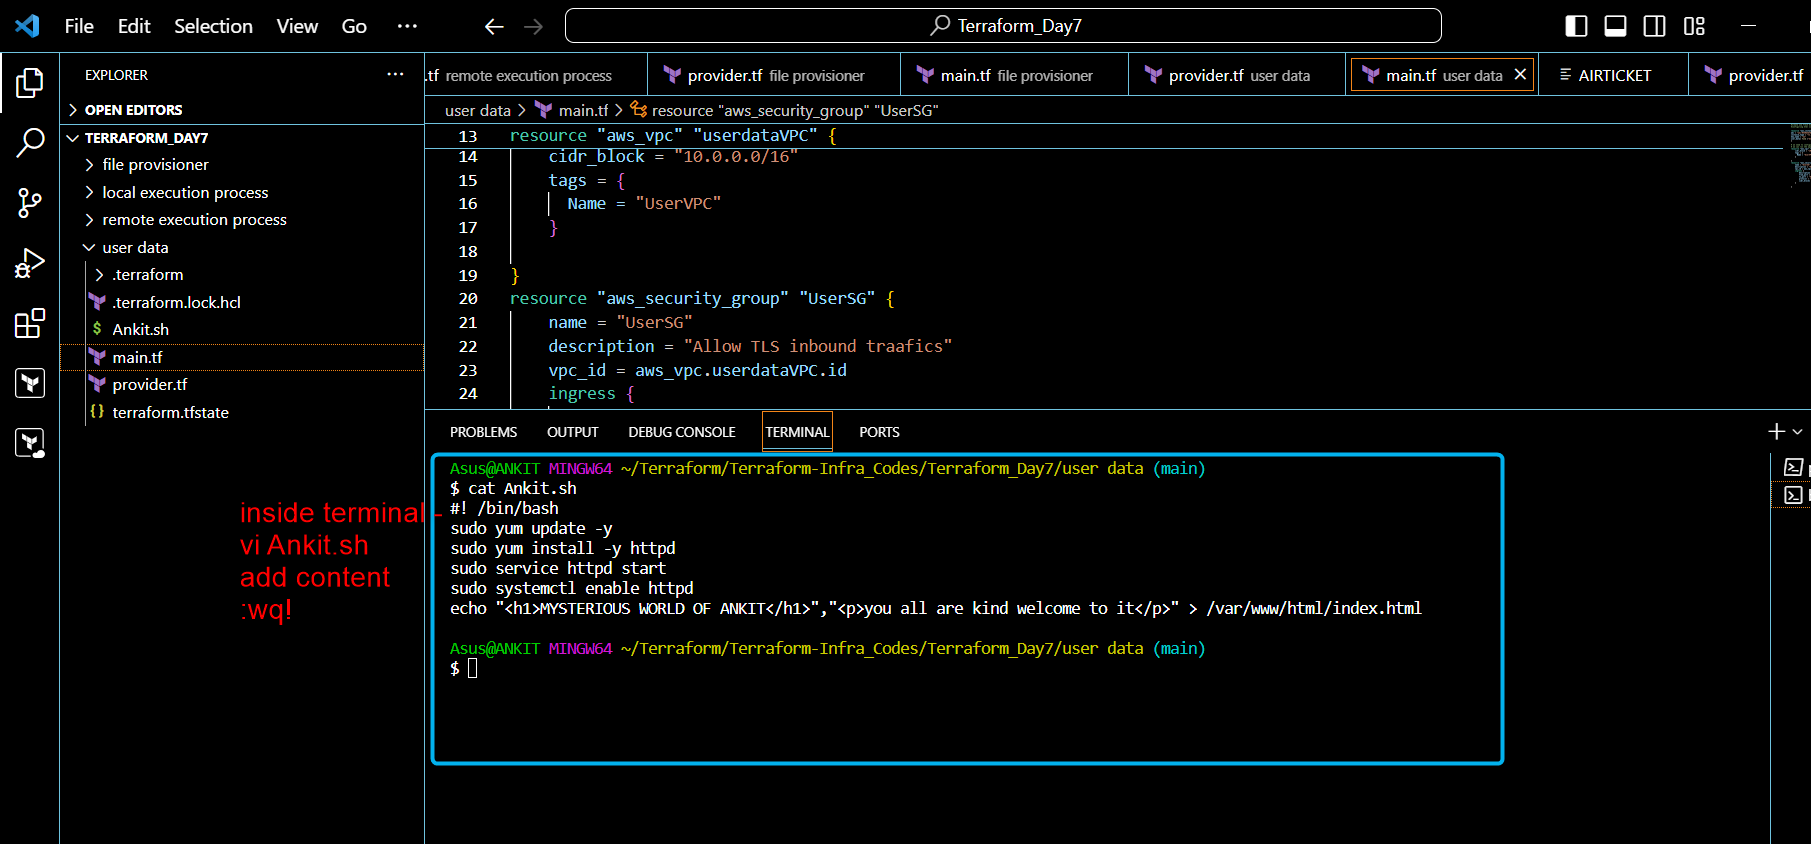 File Edit Selection View Go ···
Terraform_Day7
EXPLORER ···
OPEN EDITORS
TERRAFORM_DAY7
file provisioner
local execution process
remote execution process
user data
.terraform
.terraform.lock.hcl
$ Ankit.sh
main.tf
provider.tf
{} terraform.tfstate
.tf remote execution process
provider.tf file provisioner
main.tf file provisioner
provider.tf user data
main.tf user data
AIRTICKET
provider.tf
user data > main.tf > resource "aws_security_group" "UserSG"
13 resource "aws_vpc" "userdataVPC" {
14 cidr_block = "10.0.0.0/16"
15 tags = {
16 Name = "UserVPC"
17 }
18
19 }
20 resource "aws_security_group" "UserSG" {
21 name = "UserSG"
22 description = "Allow TLS inbound traafics"
23 vpc_id = aws_vpc.userdataVPC.id
24 ingress {
PROBLEMS OUTPUT DEBUG CONSOLE TERMINAL PORTS
Asus@ANKIT MINGW64 ~/Terraform/Terraform-Infra_Codes/Terraform_Day7/user data (main)
$ cat Ankit.sh
#! /bin/bash
sudo yum update -y
sudo yum install -y httpd
sudo service httpd start
sudo systemctl enable httpd
echo "<h1>MYSTERIOUS WORLD OF ANKIT</h1>","<p>you all are kind welcome to it</p>" > /var/www/html/index.html
Asus@ANKIT MINGW64 ~/Terraform/Terraform-Infra_Codes/Terraform_Day7/user data (main)
$
inside terminal -
vi Ankit.sh
add content
:wq!